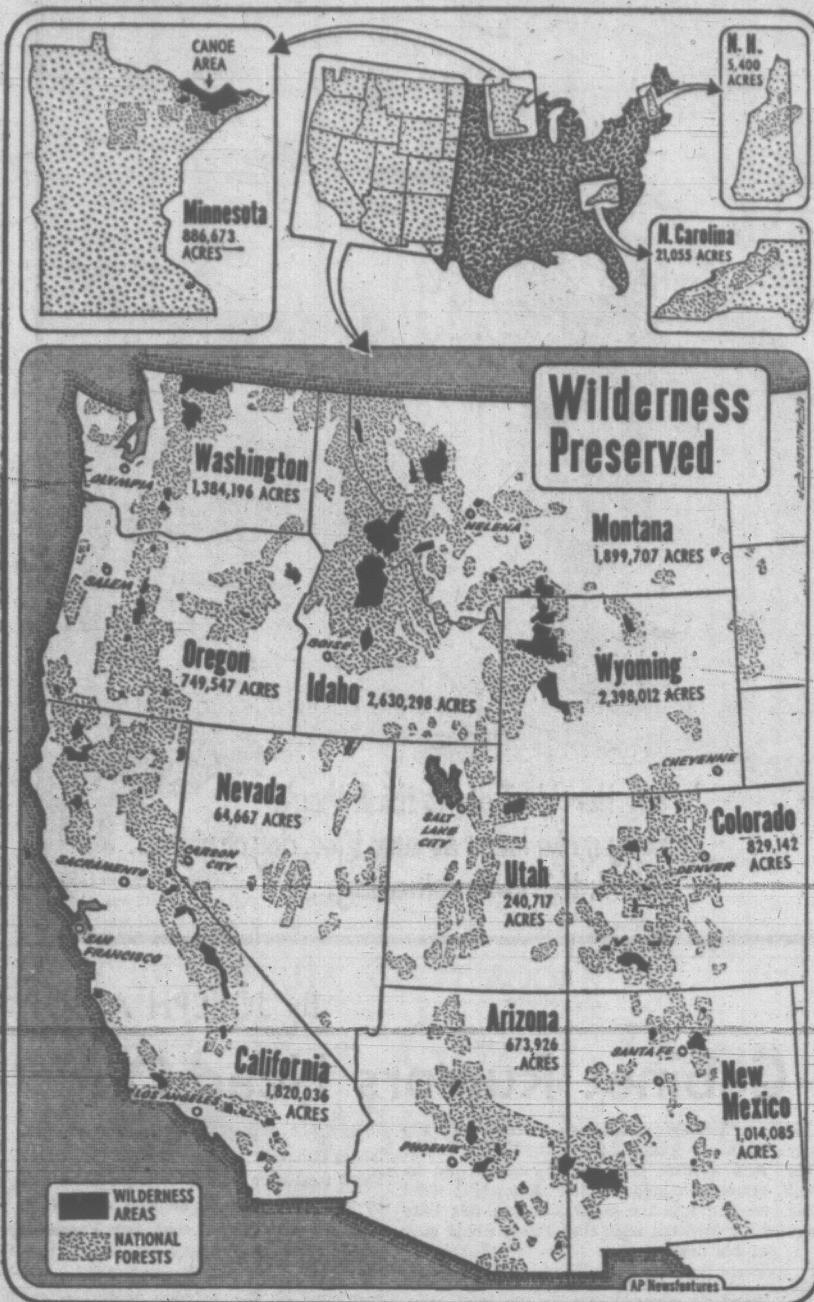 CANOE
AREA
Minnesota
886,673
ACRES
N. H.
5,400
ACRES
N. Carolina
21,055 ACRES
Wilderness
Preserved
Washington
1,384,196 ACRES
OLYMPIA
HELENA
Montana
1,899,707 ACRES
SALEM
Oregon
749,547 ACRES
BOISE
Idaho 2,630,298 ACRES
Wyoming
2,398,012 ACRES
CHEYENNE
Nevada
64,667 ACRES
CARSON
CITY
SALT
LAKE
CITY
Utah
240,717
ACRES
Colorado
829,142
ACRES
DENVER
SACRAMENTO
SAN
FRANCISCO
California
1,820,036
ACRES
LOS ANGELES
Arizona
673,926
ACRES
PHOENIX
SANTA FE
New
Mexico
1,014,085
ACRES
WILDERNESS
AREAS
NATIONAL
FORESTS
AP Newsfeatures